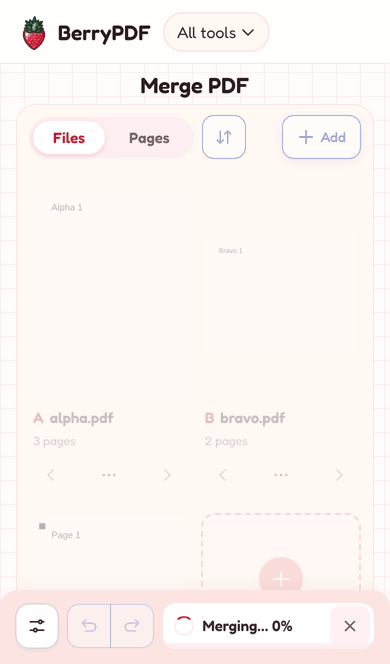 BerryPDF All tools
Merge PDF
Files Pages Add
Alpha 1
Bravo 1
A alpha.pdf
3 pages
B bravo.pdf
2 pages
Page 1
Merging... 0%